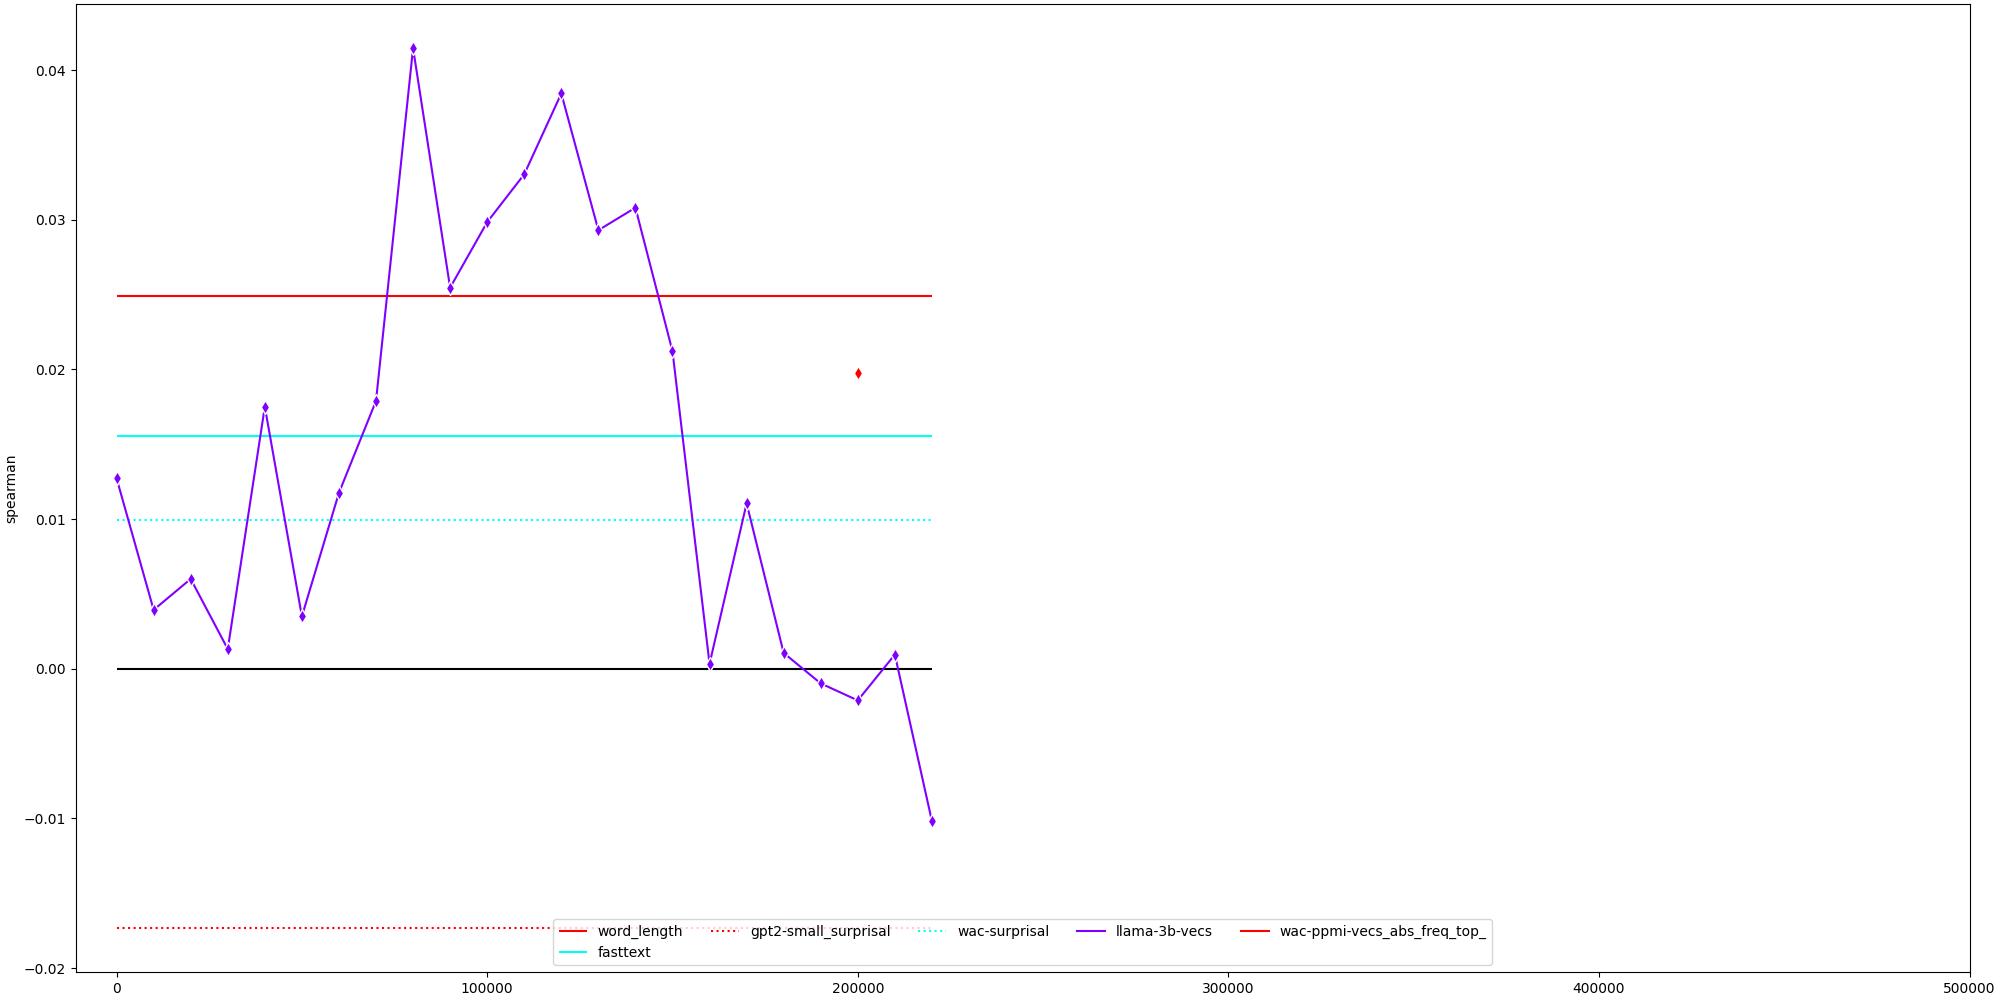 0.04
0.03
0.02
0.01
0.00
−0.01
−0.02
spearman
0 100000 200000 300000 400000 500000
word_length gpt2-small_surprisal wac-surprisal llama-3b-vecs wac-ppmi-vecs_abs_freq_top_
fasttext